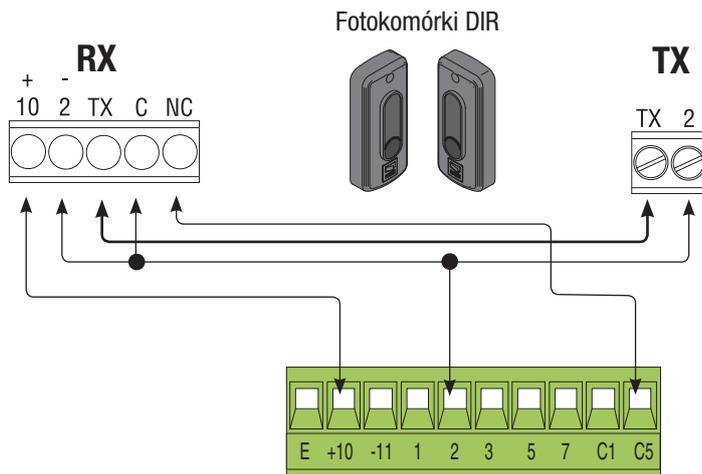 Fotokomórki DIR
RX
TX
+ -
10 2 TX C NC
TX 2
E +10 -11 1 2 3 5 7 C1 C5